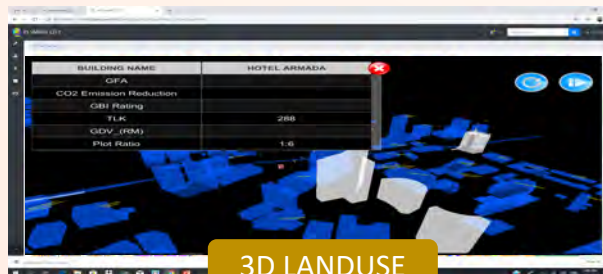 BUILDING NAME HOTEL ARMADA
GFA
CO2 Emission Reduction
GBI Rating
TLK 288
GDV_(RM)
Plot Ratio 1:6
3D LANDUSE